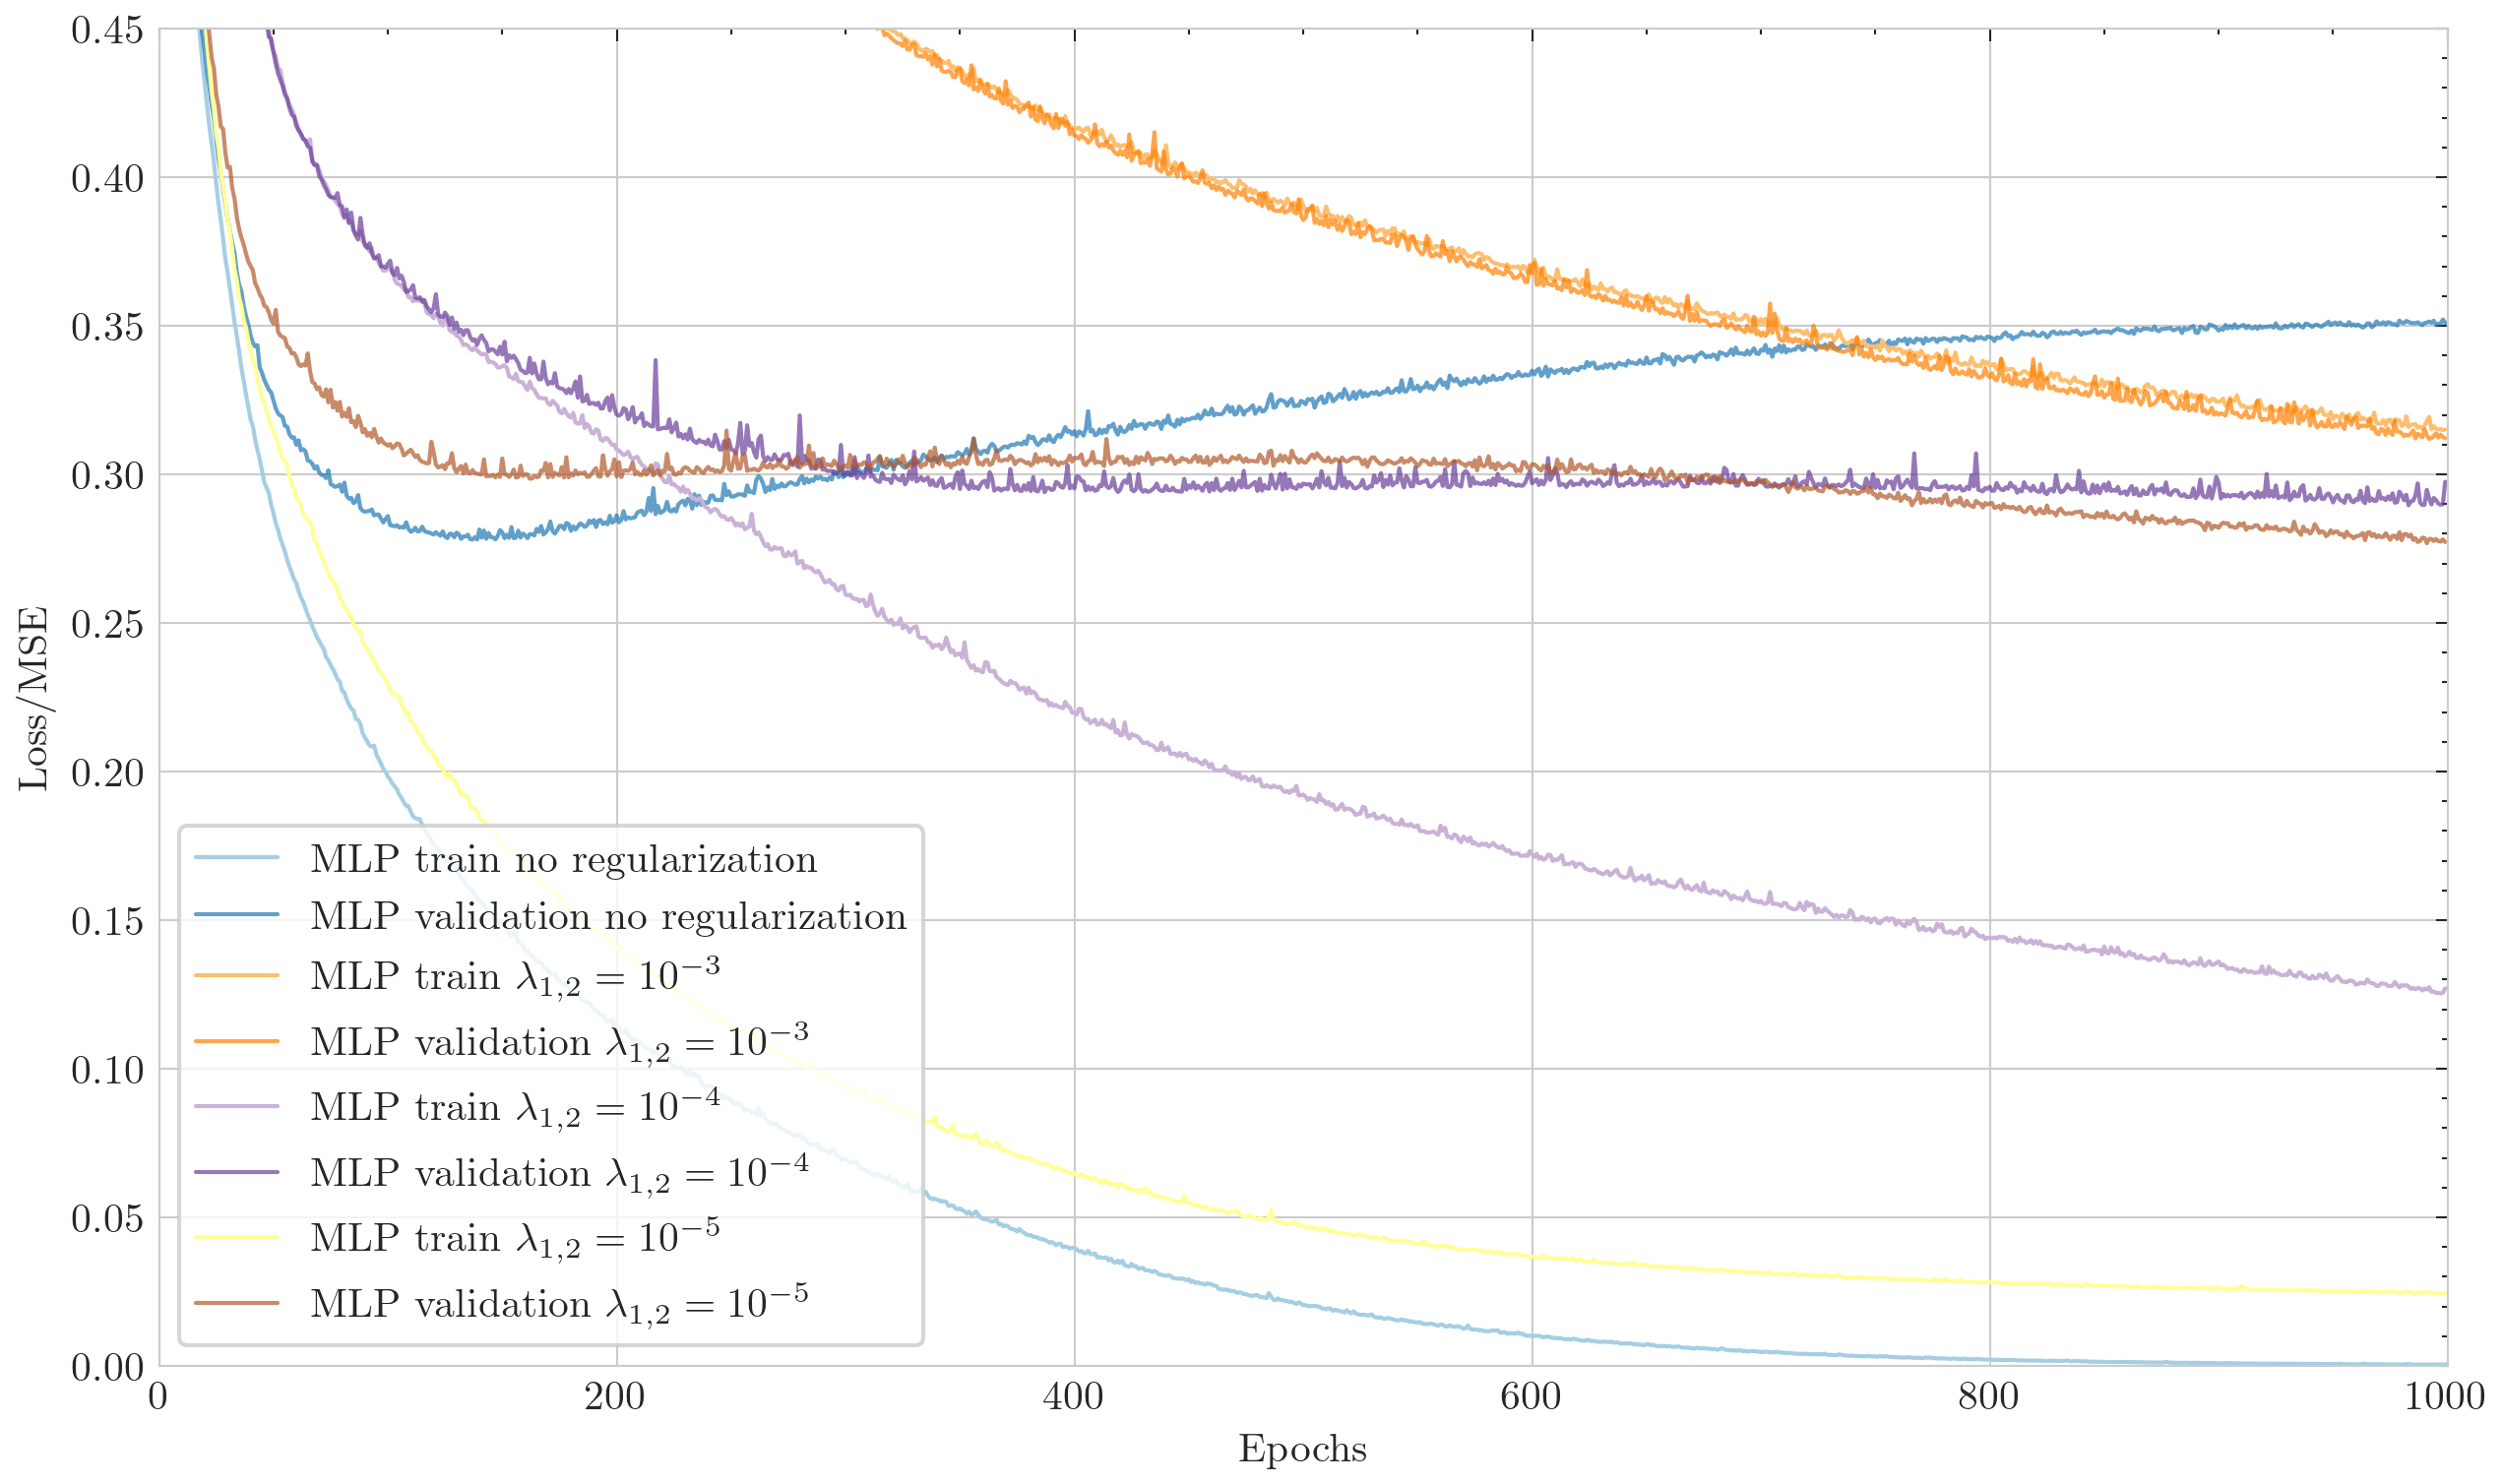 0.45
0.40
0.35
0.30
0.25
0.20
0.15
0.10
0.05
0.00
Loss/MSE
MLP train no regularization
MLP validation no regularization
MLP train λ₁,₂ = 10⁻³
MLP validation λ₁,₂ = 10⁻³
MLP train λ₁,₂ = 10⁻⁴
MLP validation λ₁,₂ = 10⁻⁴
MLP train λ₁,₂ = 10⁻⁵
MLP validation λ₁,₂ = 10⁻⁵
0 200 400 600 800 1000
Epochs